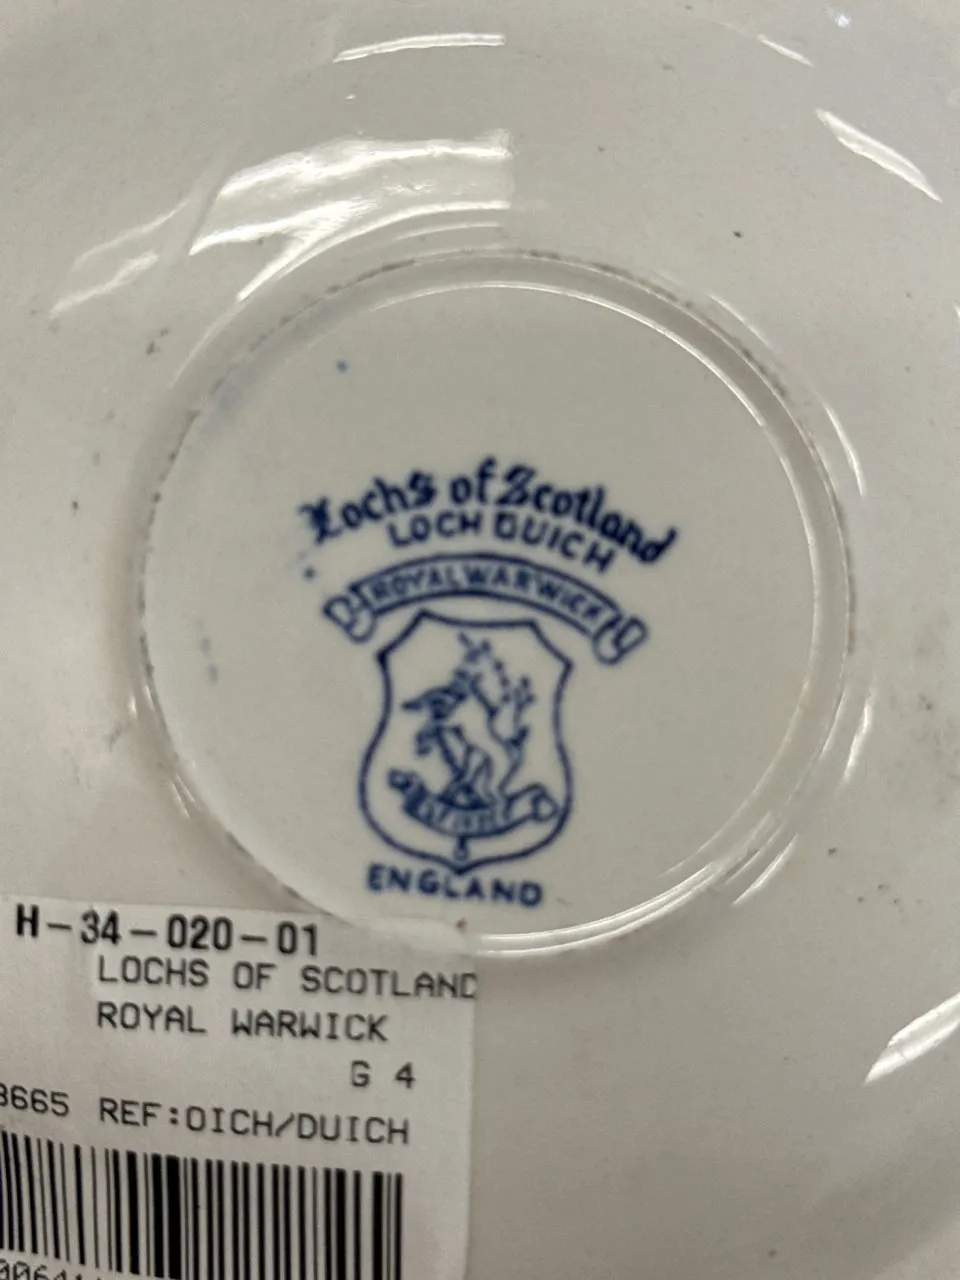 Lochs of Scotland
LOCH DUICH
ROYAL WARWICK
ENGLAND
H-34-020-01
LOCHS OF SCOTLAND
ROYAL WARWICK
G 4
3665 REF:OICH/DUICH